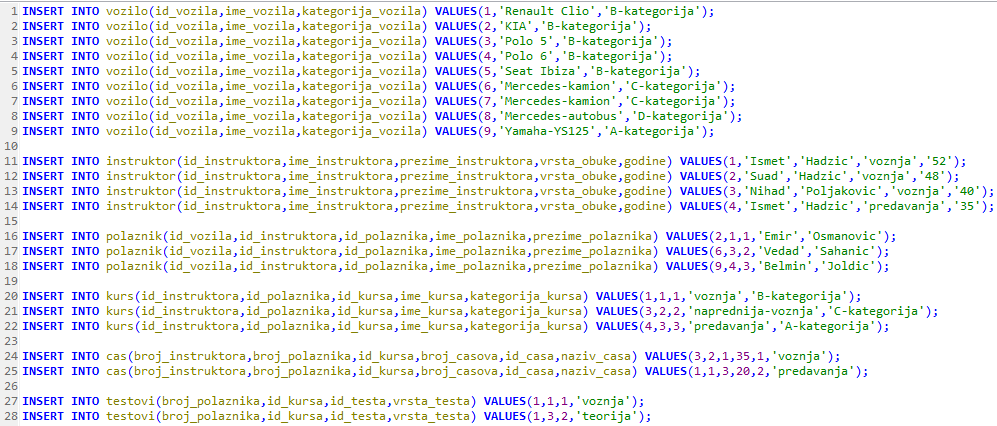 1 INSERT INTO vozilo(id_vozila,ime_vozila,kategorija_vozila) VALUES(1,'Renault Clio','B-kategorija');
2 INSERT INTO vozilo(id_vozila,ime_vozila,kategorija_vozila) VALUES(2,'KIA','B-kategorija');
3 INSERT INTO vozilo(id_vozila,ime_vozila,kategorija_vozila) VALUES(3,'Polo 5','B-kategorija');
4 INSERT INTO vozilo(id_vozila,ime_vozila,kategorija_vozila) VALUES(4,'Polo 6','B-kategorija');
5 INSERT INTO vozilo(id_vozila,ime_vozila,kategorija_vozila) VALUES(5,'Seat Ibiza','B-kategorija');
6 INSERT INTO vozilo(id_vozila,ime_vozila,kategorija_vozila) VALUES(6,'Mercedes-kamion','C-kategorija');
7 INSERT INTO vozilo(id_vozila,ime_vozila,kategorija_vozila) VALUES(7,'Mercedes-kamion','C-kategorija');
8 INSERT INTO vozilo(id_vozila,ime_vozila,kategorija_vozila) VALUES(8,'Mercedes-autobus','D-kategorija');
9 INSERT INTO vozilo(id_vozila,ime_vozila,kategorija_vozila) VALUES(9,'Yamaha-YS125','A-kategorija');
10
11 INSERT INTO instruktor(id_instruktora,ime_instruktora,prezime_instruktora,vrsta_obuke,godine) VALUES(1,'Ismet','Hadzic','voznja','52');
12 INSERT INTO instruktor(id_instruktora,ime_instruktora,prezime_instruktora,vrsta_obuke,godine) VALUES(2,'Suad','Hadzic','voznja','48');
13 INSERT INTO instruktor(id_instruktora,ime_instruktora,prezime_instruktora,vrsta_obuke,godine) VALUES(3,'Nihad','Poljakovic','voznja','40');
14 INSERT INTO instruktor(id_instruktora,ime_instruktora,prezime_instruktora,vrsta_obuke,godine) VALUES(4,'Ismet','Hadzic','predavanja','35');
15
16 INSERT INTO polaznik(id_vozila,id_instruktora,id_polaznika,ime_polaznika,prezime_polaznika) VALUES(2,1,1,'Emir','Osmanovic');
17 INSERT INTO polaznik(id_vozila,id_instruktora,id_polaznika,ime_polaznika,prezime_polaznika) VALUES(6,3,2,'Vedad','Sahanic');
18 INSERT INTO polaznik(id_vozila,id_instruktora,id_polaznika,ime_polaznika,prezime_polaznika) VALUES(9,4,3,'Belmin','Joldic');
19
20 INSERT INTO kurs(id_instruktora,id_polaznika,id_kursa,ime_kursa,kategorija_kursa) VALUES(1,1,1,'voznja','B-kategorija');
21 INSERT INTO kurs(id_instruktora,id_polaznika,id_kursa,ime_kursa,kategorija_kursa) VALUES(3,2,2,'naprednija-voznja','C-kategorija');
22 INSERT INTO kurs(id_instruktora,id_polaznika,id_kursa,ime_kursa,kategorija_kursa) VALUES(4,3,3,'predavanja','A-kategorija');
23
24 INSERT INTO cas(broj_instruktora,broj_polaznika,id_kursa,broj_casova,id_casa,naziv_casa) VALUES(3,2,1,35,1,'voznja');
25 INSERT INTO cas(broj_instruktora,broj_polaznika,id_kursa,broj_casova,id_casa,naziv_casa) VALUES(1,1,3,20,2,'predavanja');
26
27 INSERT INTO testovi(broj_polaznika,id_kursa,id_testa,vrsta_testa) VALUES(1,1,1,'voznja');
28 INSERT INTO testovi(broj_polaznika,id_kursa,id_testa,vrsta_testa) VALUES(1,3,2,'teorija');